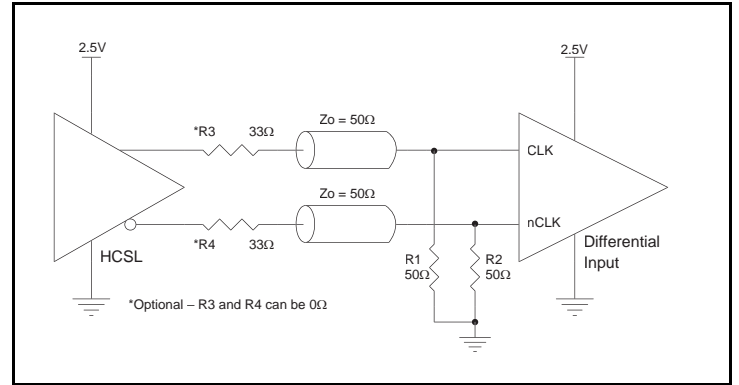 2.5V
2.5V
*R3
33Ω
Zo = 50Ω
CLK
Zo = 50Ω
nCLK
*R4
33Ω
HCSL
R1
50Ω
R2
50Ω
Differential
Input
*Optional – R3 and R4 can be 0Ω